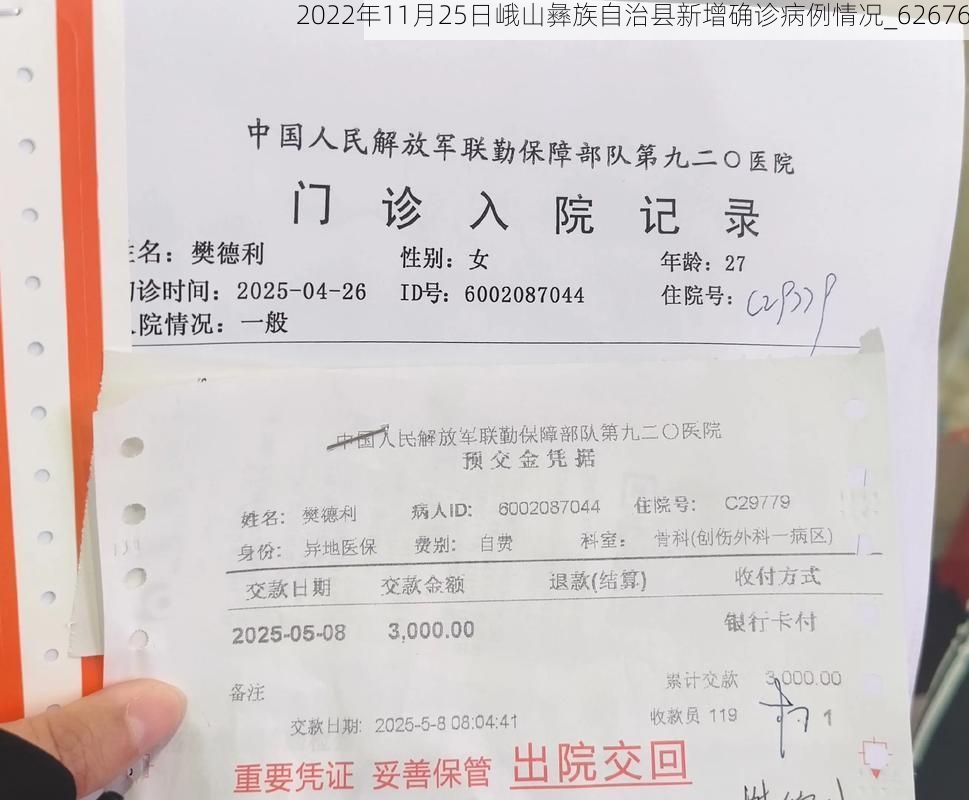 2022年11月25日峨山彝族自治县新增确诊病例情况_62676
中国人民解放军联勤保障部队第九二〇医院
门诊入院记录
姓名：樊德利 性别：女 年龄：27
诊时间：2025-04-26 ID号：6002087044 住院号：C29779
院情况：一般
中国人民解放军联勤保障部队第九二〇医院
预交金凭据
姓名： 樊德利 病人ID： 6002087044 住院号： C29779
身份： 异地医保 费别： 自费 科室： 骨科(创伤外科一病区)
交款日期 交款金额 退款(结算) 收付方式
2025-05-08 3,000.00 银行卡付
备注 累计交款 3,000.00
交款日期: 2025-5-8 08:04:41 收款员 119 1
重要凭证 妥善保管 出院交回